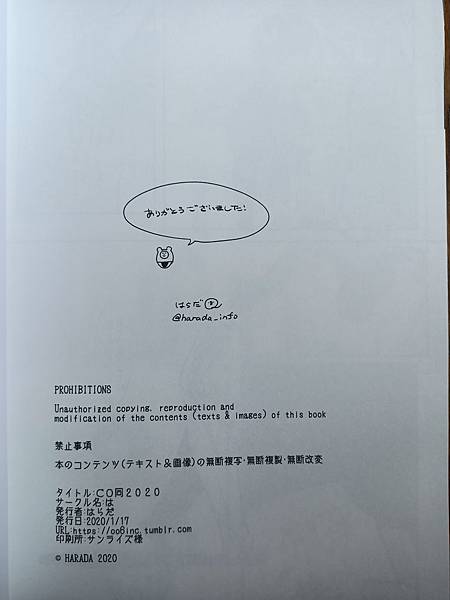 ありがとうございました!
はらだ
@harada_info
PROHIBITIONS
Unauthorized copying, reproduction and
modification of the contents (texts & images) of this book
禁止事項
本のコンテンツ(テキスト&画像)の無断複写・無断複製・無断改変
タイトル:CO同2020
サークル名:は
発行者:はらだ
発行日:2020/1/17
URL:https://oo8inc.tumblr.com
印刷所:サンライズ様
© HARADA 2020